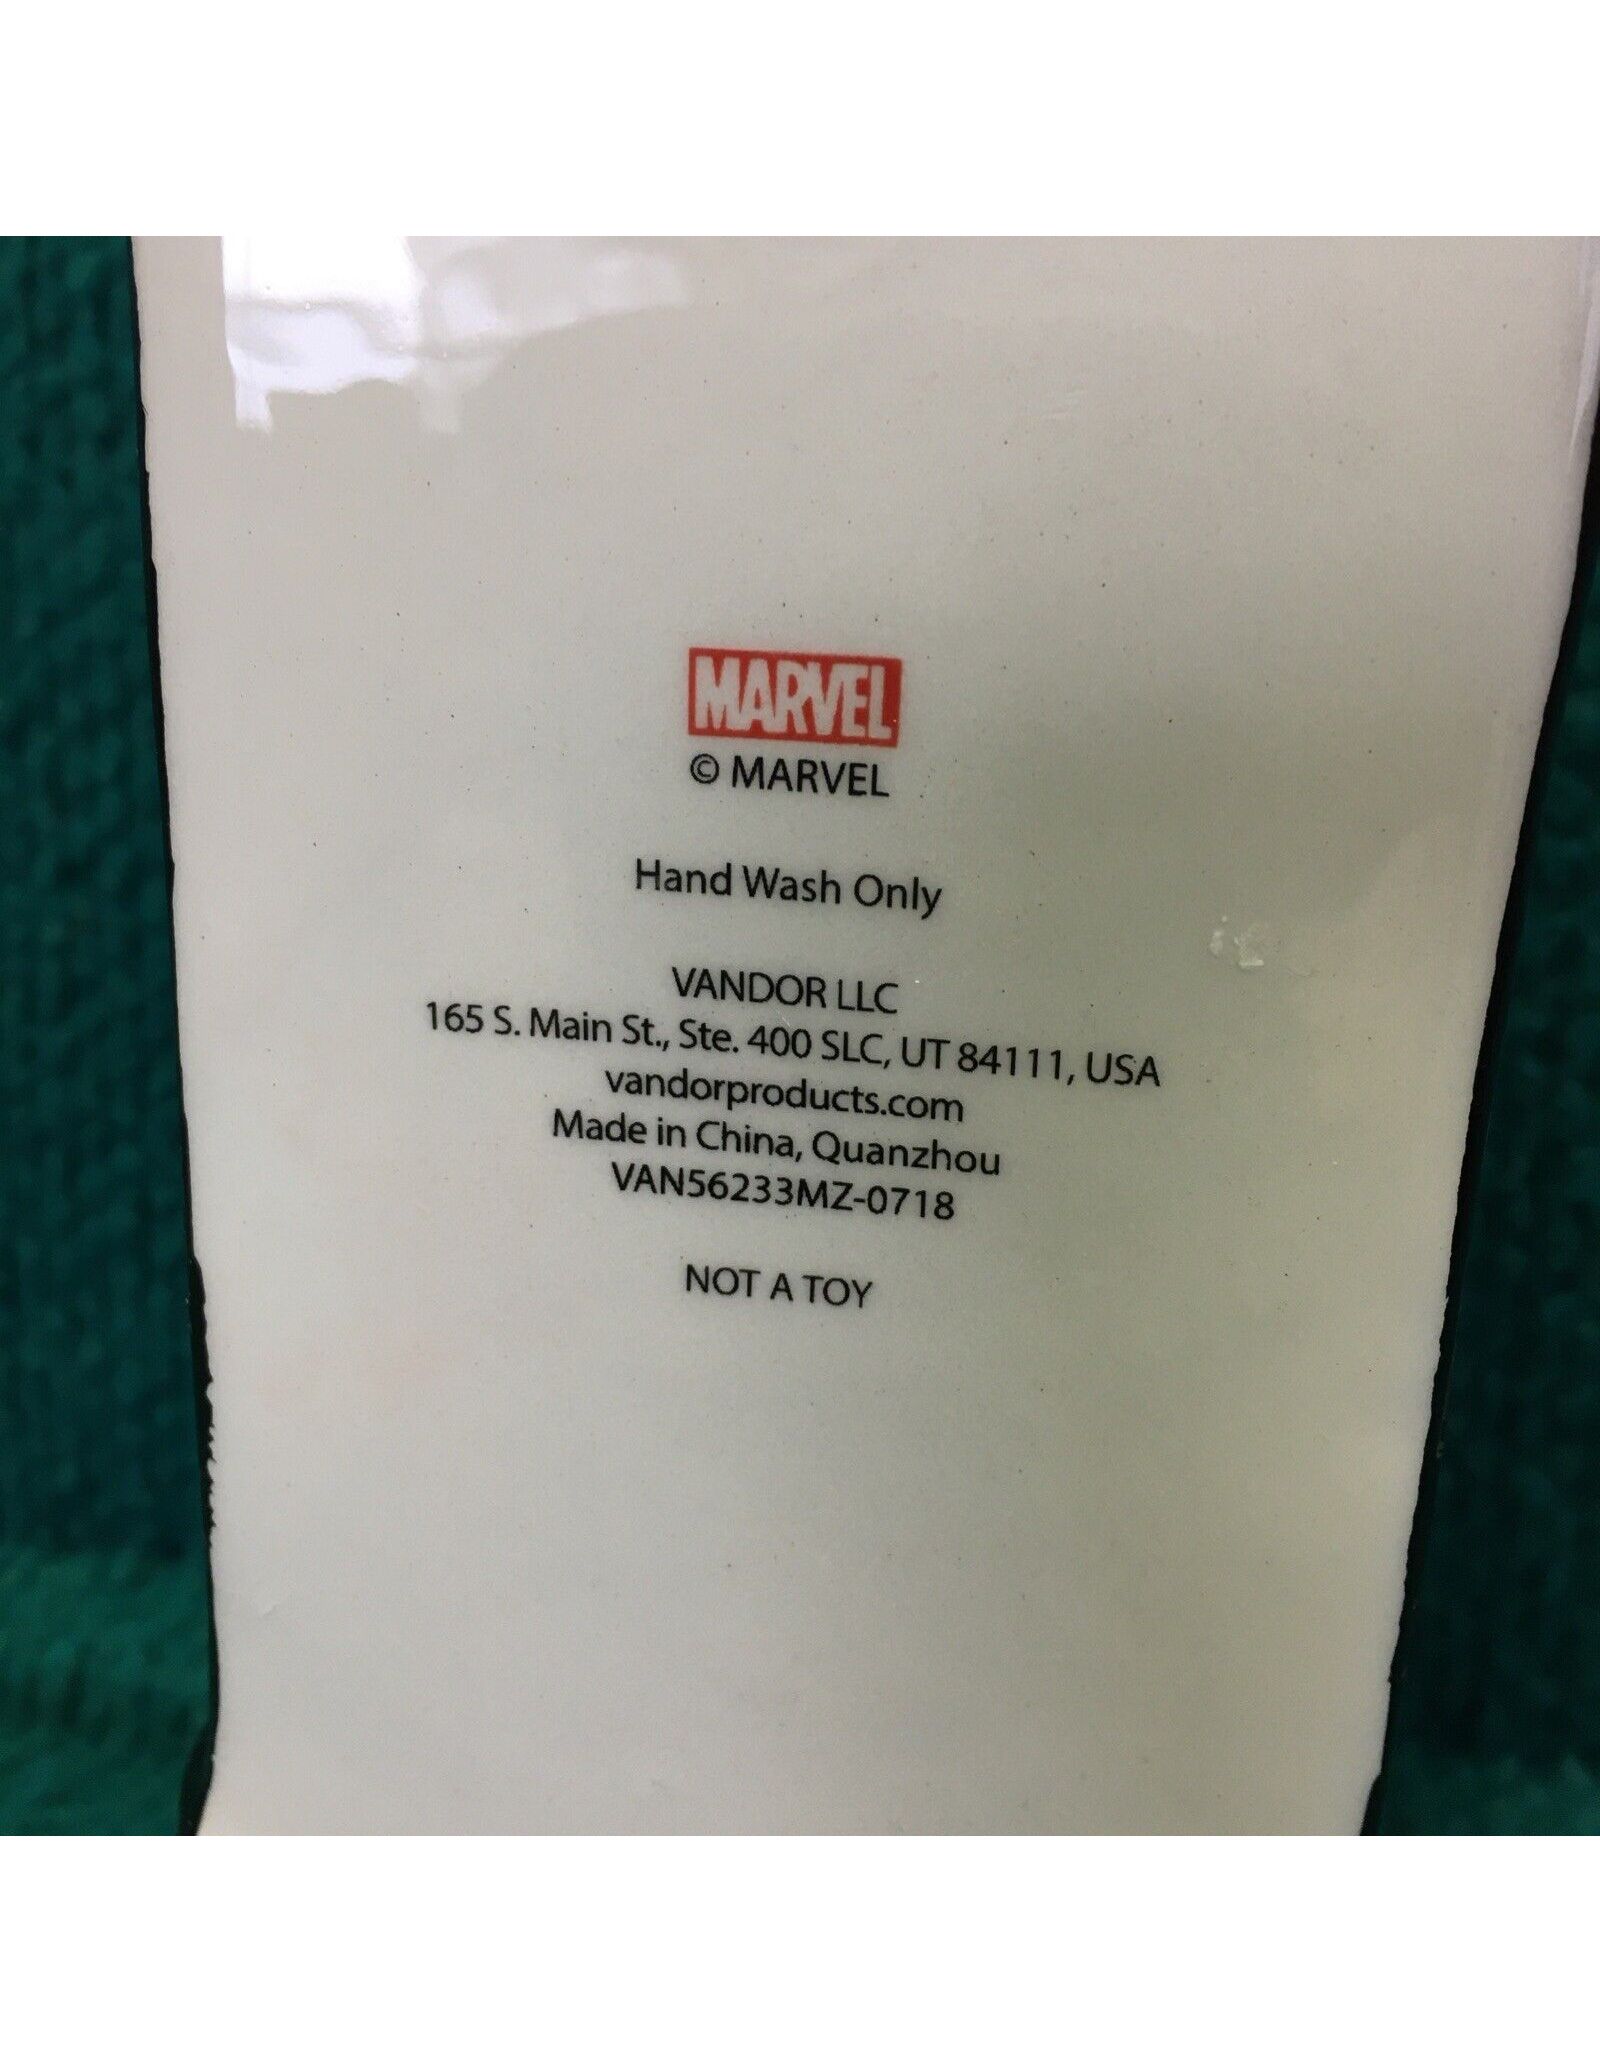 MARVEL
© MARVEL
Hand Wash Only
VANDOR LLC
165 S. Main St., Ste. 400 SLC, UT 84111, USA
vandorproducts.com
Made in China, Quanzhou
VAN56233MZ-0718
NOT A TOY